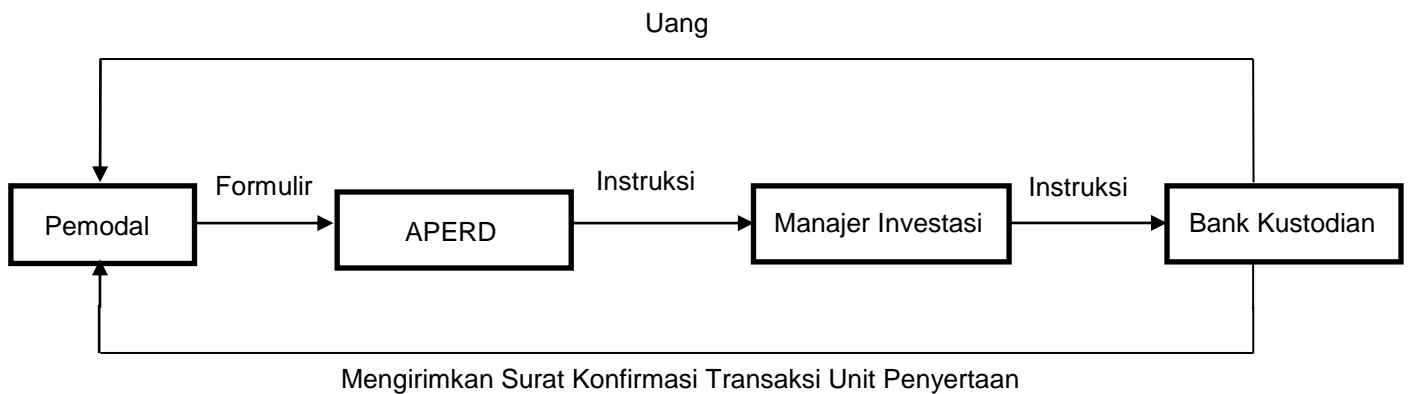 Uang
Formulir
Instruksi
Instruksi
Pemodal
APERD
Manajer Investasi
Bank Kustodian
Mengirimkan Surat Konfirmasi Transaksi Unit Penyertaan